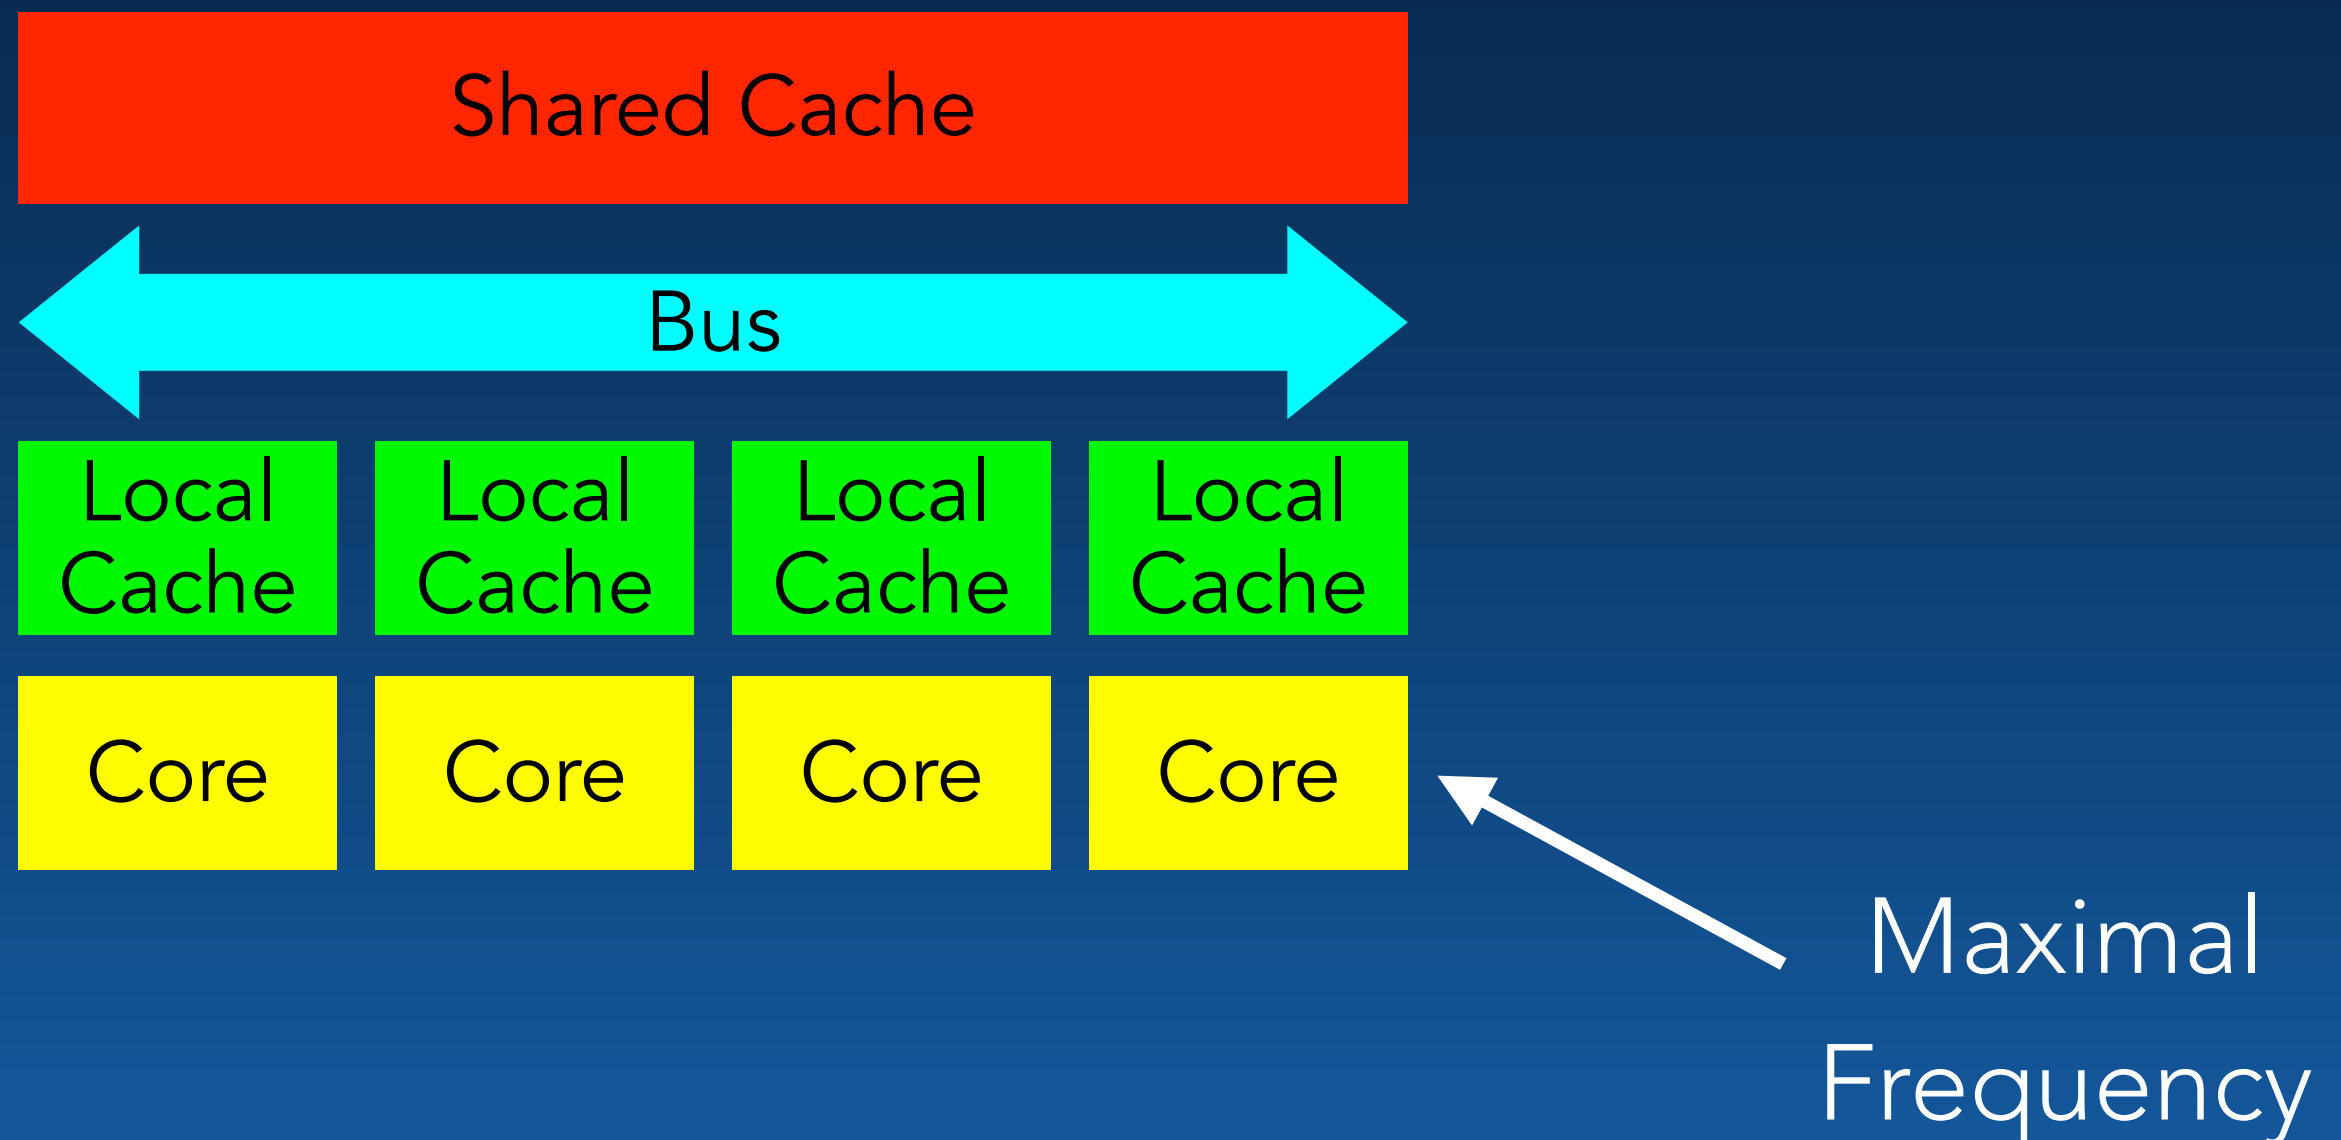 Shared Cache
Bus
Local
Cache
Local
Cache
Local
Cache
Local
Cache
Core
Core
Core
Core
Maximal
Frequency